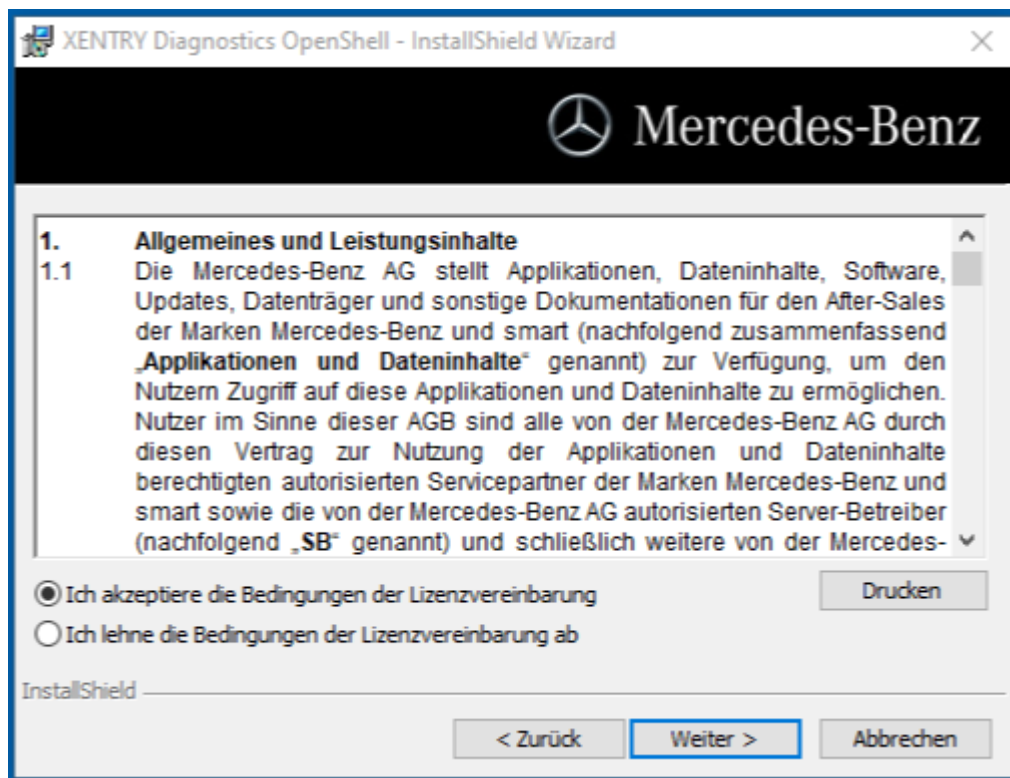 XENTRY Diagnostics OpenShell - InstallShield Wizard
Mercedes-Benz
1. Allgemeines und Leistungsinhalte
1.1 Die Mercedes-Benz AG stellt Applikationen, Dateninhalte, Software,
Updates, Datenträger und sonstige Dokumentationen für den After-Sales
der Marken Mercedes-Benz und smart (nachfolgend zusammenfassend
„Applikationen und Dateninhalte“ genannt) zur Verfügung, um den
Nutzern Zugriff auf diese Applikationen und Dateninhalte zu ermöglichen.
Nutzer im Sinne dieser AGB sind alle von der Mercedes-Benz AG durch
diesen Vertrag zur Nutzung der Applikationen und Dateninhalte
berechtigten autorisierten Servicepartner der Marken Mercedes-Benz und
smart sowie die von der Mercedes-Benz AG autorisierten Server-Betreiber
(nachfolgend „SB“ genannt) und schließlich weitere von der Mercedes-
Ich akzeptiere die Bedingungen der Lizenzvereinbarung
Drucken
Ich lehne die Bedingungen der Lizenzvereinbarung ab
InstallShield
< Zurück
Weiter >
Abbrechen